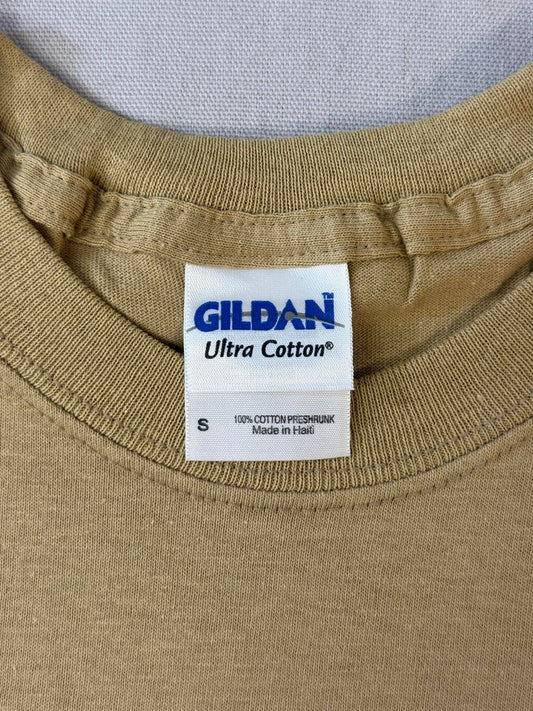 GILDAN™
Ultra Cotton®
S
100% COTTON PRESHRUNK
Made in Haiti